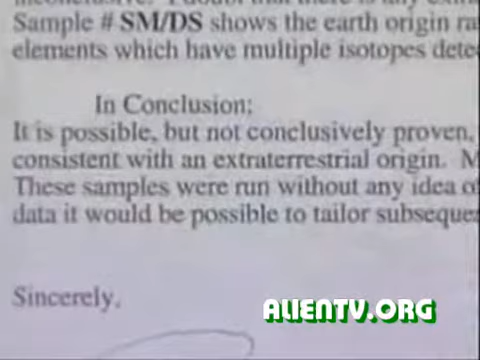 Sample # SM/DS shows the earth origin ra
elements which have multiple isotopes dete
In Conclusion:
It is possible, but not conclusively proven,
consistent with an extraterrestrial origin. M
These samples were run without any idea o
data it would be possible to tailor subseque
Sincerely,
ALIENTV.ORG